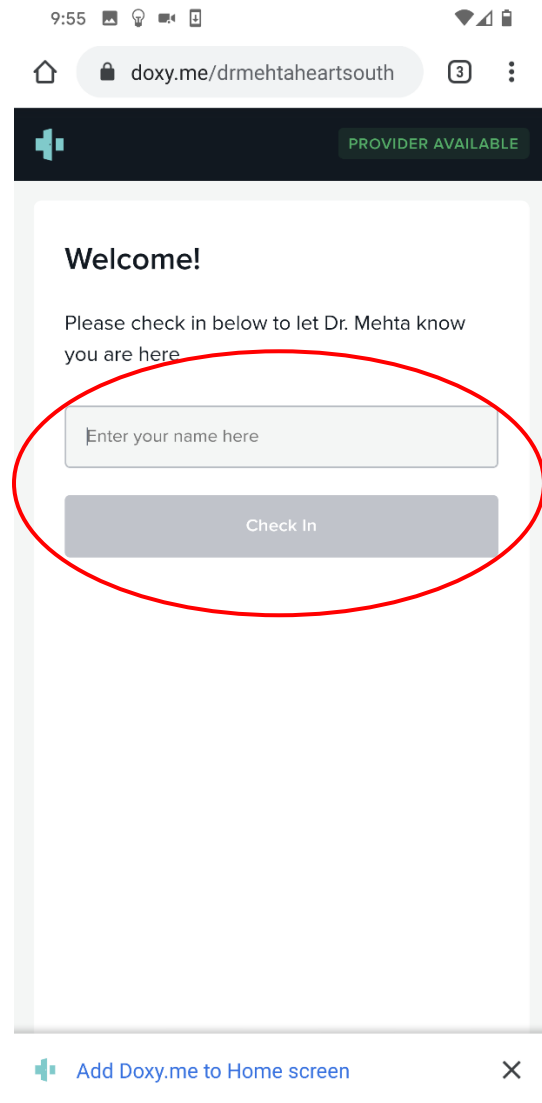 9:55
doxy.me/drmehtaheartsouth
3
PROVIDER AVAILABLE
Welcome!
Please check in below to let Dr. Mehta know
you are here
Enter your name here
Check In
Add Doxy.me to Home screen